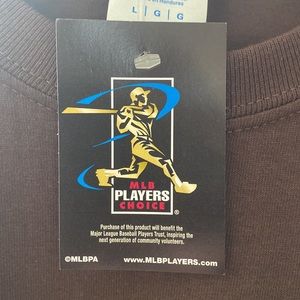 Honduras
L | G | G
MLB
PLAYERS
CHOICE
®
Purchase of this product will benefit the
Major League Baseball Players Trust, inspiring the
next generation of community volunteers.
©MLBPA www.MLBPLAYERS.com